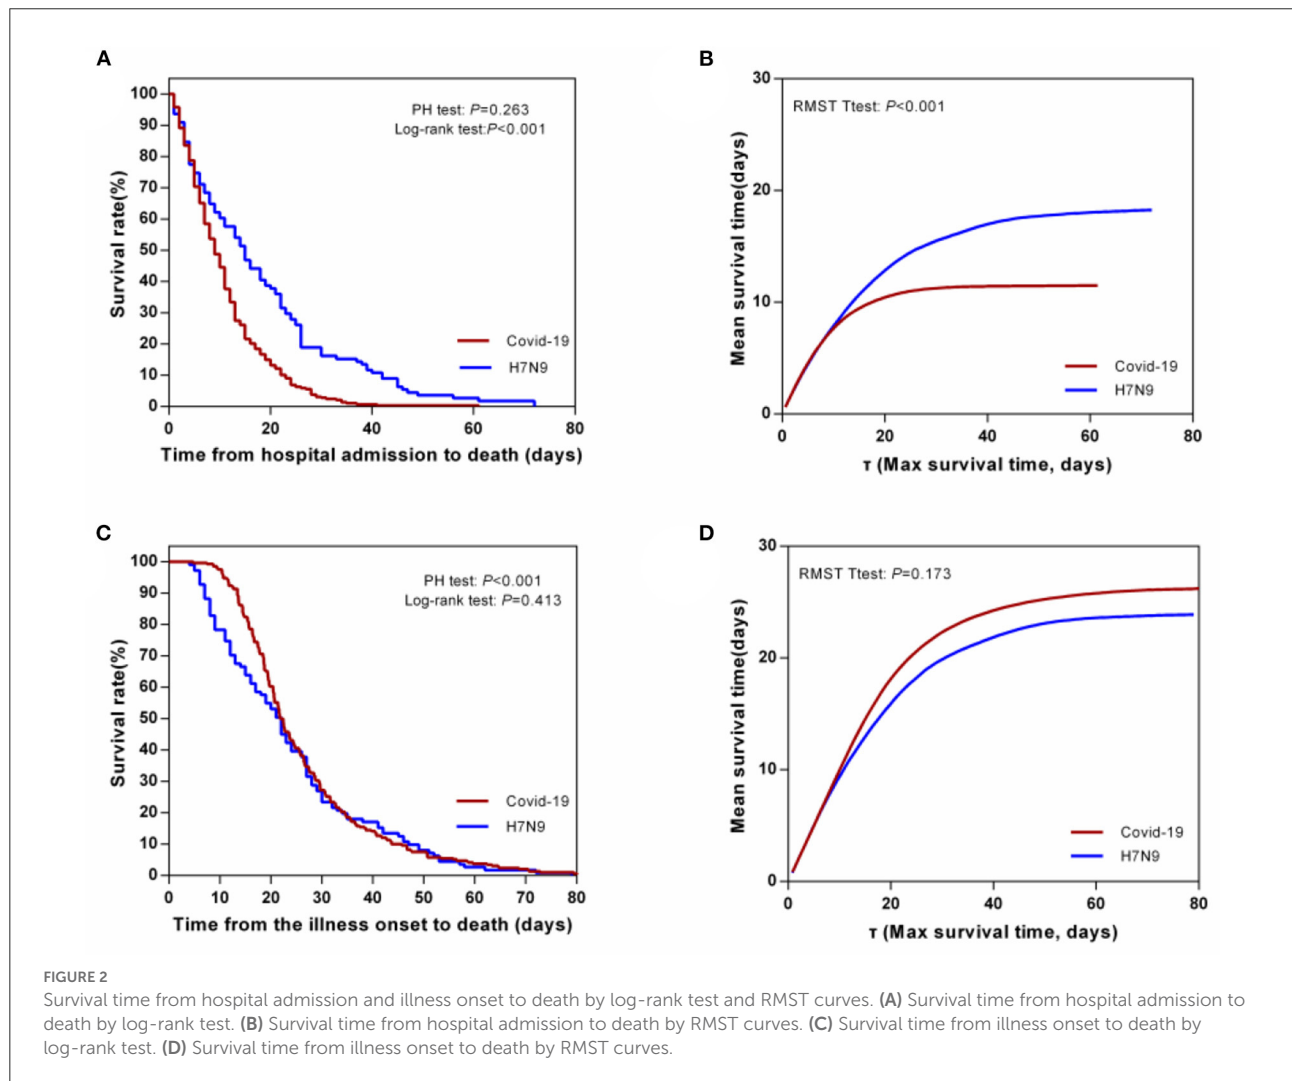 A
100
90
80
70
60
50
40
30
20
10
0
Survival rate(%)
PH test: P=0.263
Log-rank test:P<0.001
Covid-19
H7N9
0 20 40 60 80
Time from hospital admission to death (days)
B
30
20
10
0
Mean survival time(days)
RMST Ttest: P<0.001
Covid-19
H7N9
0 20 40 60 80
τ (Max survival time, days)
C
100
90
80
70
60
50
40
30
20
10
0
Survival rate(%)
PH test: P<0.001
Log-rank test: P=0.413
Covid-19
H7N9
0 10 20 30 40 50 60 70 80
Time from the illness onset to death (days)
D
30
20
10
0
Mean survival time(days)
RMST Ttest: P=0.173
Covid-19
H7N9
0 20 40 60 80
τ (Max survival time, days)
FIGURE 2
Survival time from hospital admission and illness onset to death by log-rank test and RMST curves. (A) Survival time from hospital admission to
death by log-rank test. (B) Survival time from hospital admission to death by RMST curves. (C) Survival time from illness onset to death by
log-rank test. (D) Survival time from illness onset to death by RMST curves.